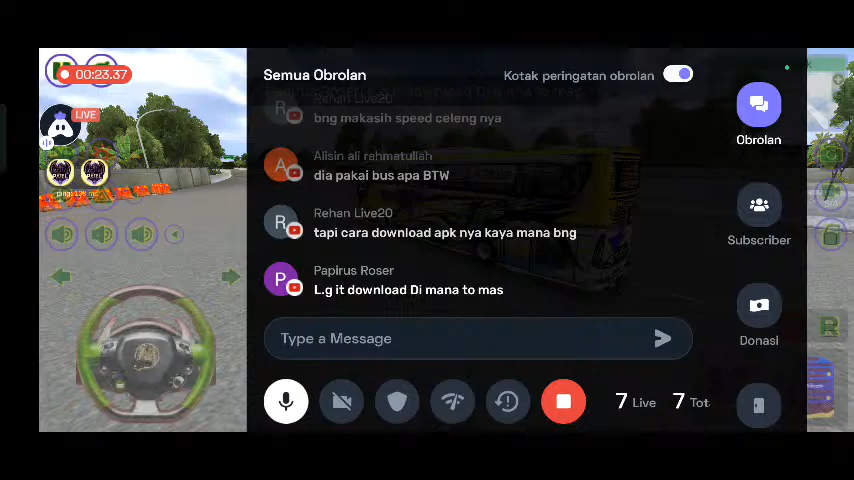 00:23.37
LIVE
Semua Obrolan
Kotak peringatan obrolan
Obrolan
Rehan Live20
bng makasih speed celeng nya
Alisin ali rahmatullah
dia pakai bus apa BTW
Rehan Live20
tapi cara download apk nya kaya mana bng
Subscriber
Papirus Roser
L.g it download Di mana to mas
Type a Message
Donasi
7 Live
7 Tot
R